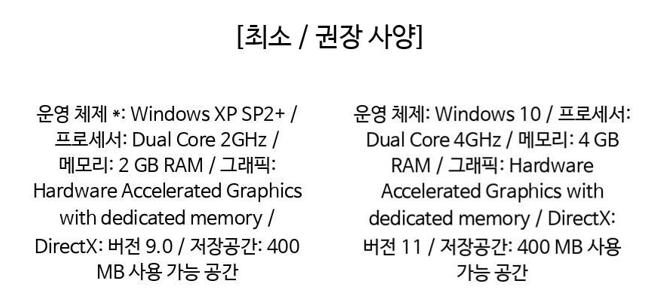 [최소 / 권장 사양]
운영 체제 *: Windows XP SP2+ /
프로세서: Dual Core 2GHz /
메모리: 2 GB RAM / 그래픽:
Hardware Accelerated Graphics
with dedicated memory /
DirectX: 버전 9.0 / 저장공간: 400
MB 사용 가능 공간
운영 체제: Windows 10 / 프로세서:
Dual Core 4GHz / 메모리: 4 GB
RAM / 그래픽: Hardware
Accelerated Graphics with
dedicated memory / DirectX:
버전 11 / 저장공간: 400 MB 사용
가능 공간